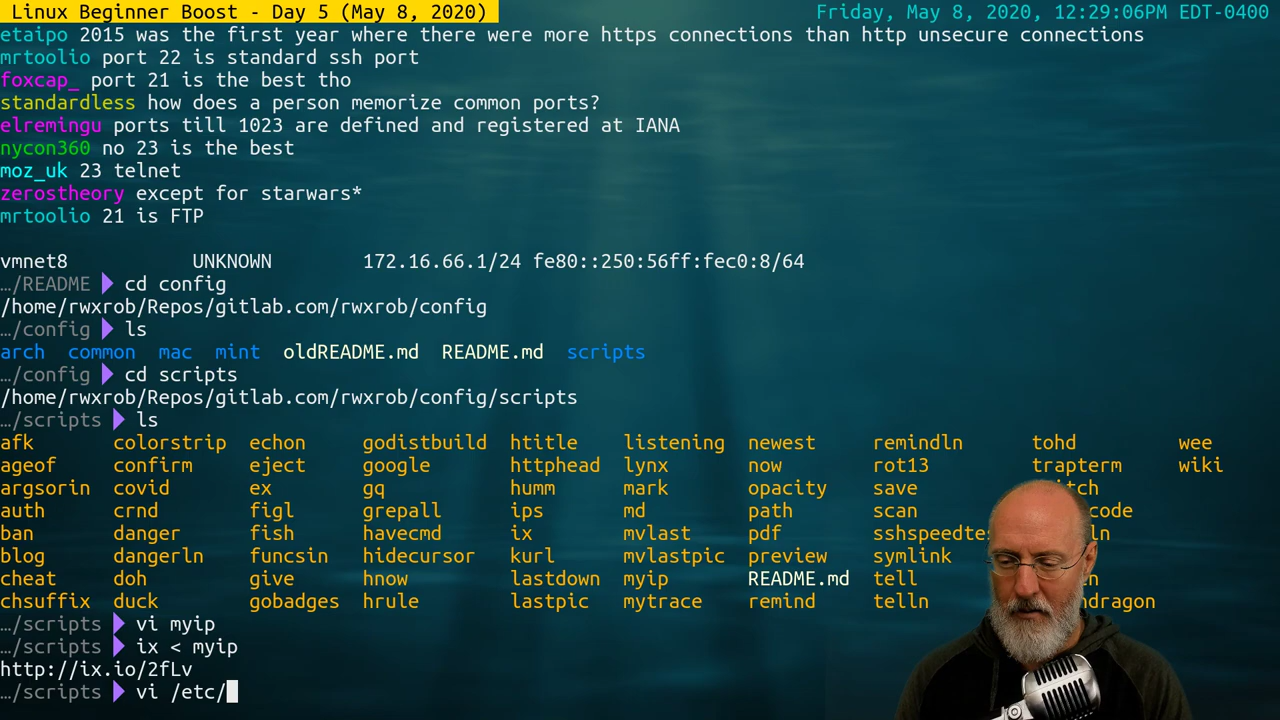 Linux Beginner Boost - Day 5 (May 8, 2020) Friday, May 8, 2020, 12:29:06PM EDT-0400
etaipo 2015 was the first year where there were more https connections than http unsecure connections
mrtoolio port 22 is standard ssh port
foxcap_ port 21 is the best tho
standardless how does a person memorize common ports?
elremingu ports till 1023 are defined and registered at IANA
nycon360 no 23 is the best
moz_uk 23 telnet
zerostheory except for starwars*
mrtoolio 21 is FTP
vmnet8 UNKNOWN 172.16.66.1/24 fe80::250:56ff:fec0:8/64
…/README cd config
/home/rwxrob/Repos/gitlab.com/rwxrob/config
…/config ls
arch common mac mint oldREADME.md README.md scripts
…/config cd scripts
/home/rwxrob/Repos/gitlab.com/rwxrob/config/scripts
…/scripts ls
afk colorstrip echon godistbuild htitle listening newest remindln tohd wee
ageof confirm eject google httphead lynx now rot13 trapterm wiki
argsorin covid ex gq humm mark opacity save itch
auth crnd figl grepall ips md path scan code
ban danger fish havecmd ix mvlast pdf sshspeedte ln
blog dangerln funcsin hidecursor kurl mvlastpic preview symlink
cheat doh give hnow lastdown myip README.md tell n
chsuffix duck gobadges hrule lastpic mytrace remind telln ndragon
…/scripts vi myip
…/scripts ix < myip
http://ix.io/2fLv
…/scripts vi /etc/